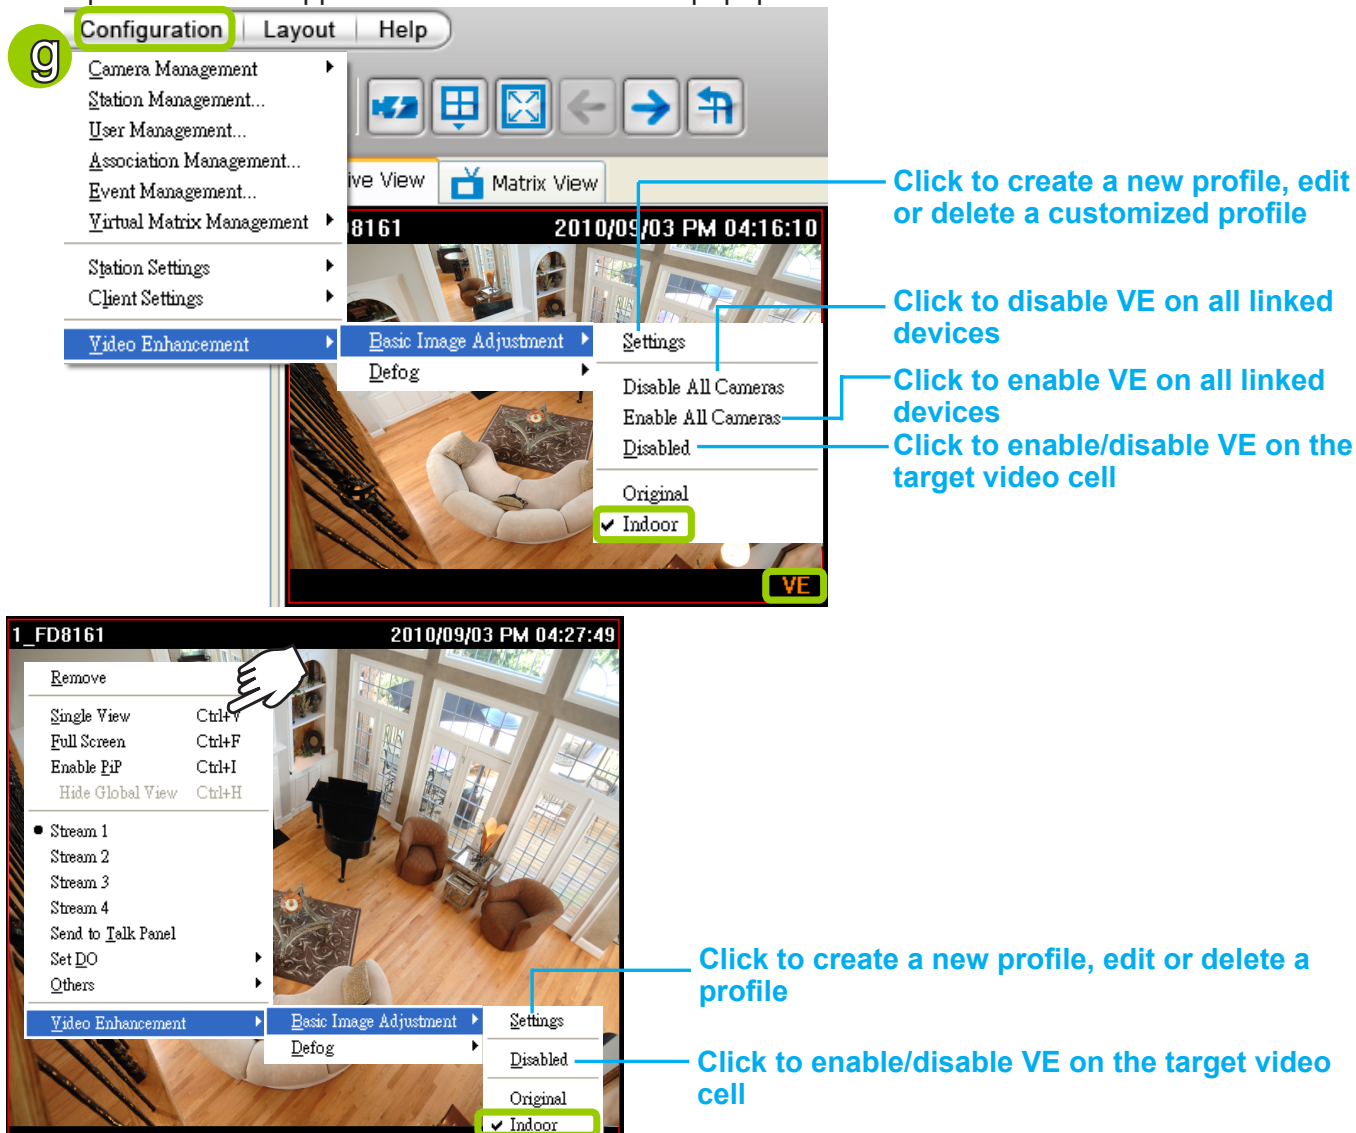 g
Configuration Layout Help
Camera Management
Station Management...
User Management...
Association Management...
Event Management...
Virtual Matrix Management
Station Settings
Client Settings
Video Enhancement
Basic Image Adjustment
Defog
Settings
Disable All Cameras
Enable All Cameras
Disabled
Original
Indoor
ive View
Matrix View
8161 2010/09/03 PM 04:16:10
VE
Click to create a new profile, edit
or delete a customized profile
Click to disable VE on all linked
devices
Click to enable VE on all linked
devices
Click to enable/disable VE on the
target video cell
1_FD8161 2010/09/03 PM 04:27:49
Remove
Single View Ctrl+V
Full Screen Ctrl+F
Enable PiP Ctrl+I
Hide Global View Ctrl+H
Stream 1
Stream 2
Stream 3
Stream 4
Send to Talk Panel
Set DO
Others
Video Enhancement
Basic Image Adjustment
Defog
Settings
Disabled
Original
Indoor
Click to create a new profile, edit or delete a
profile
Click to enable/disable VE on the target video
cell